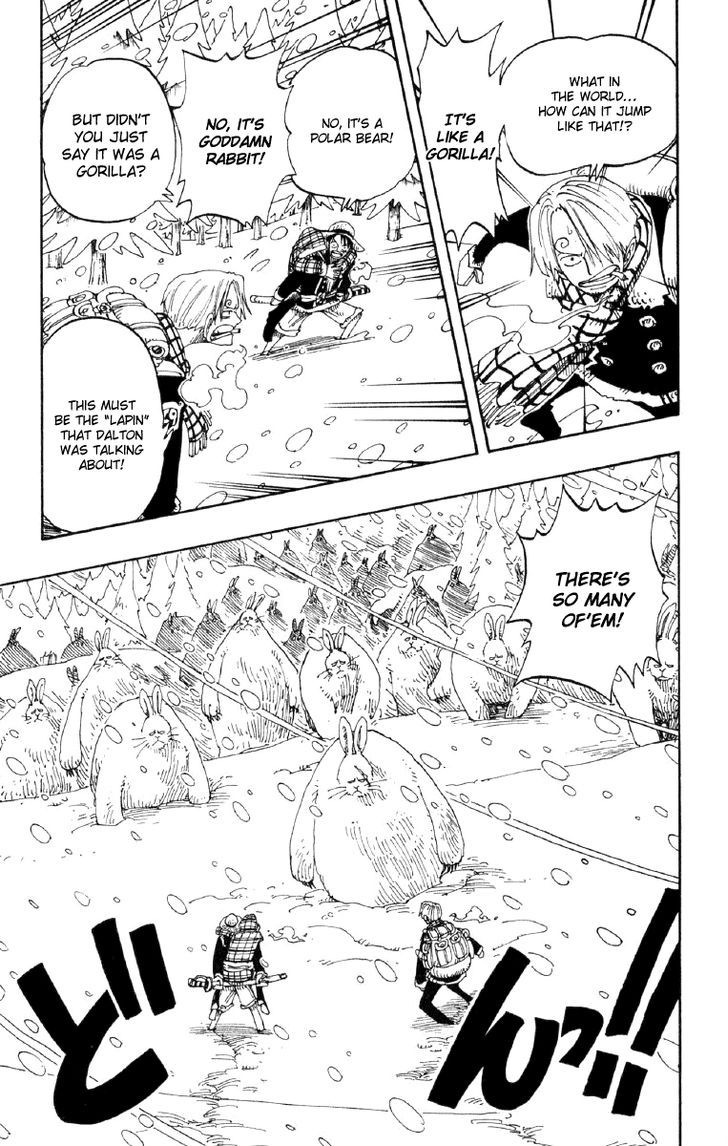 WHAT IN
THE WORLD...
HOW CAN IT JUMP
LIKE THAT!?
IT'S
LIKE A
GORILLA!
NO, IT'S A
POLAR BEAR!
NO, IT'S
GODDAMN
RABBIT!
BUT DIDN'T
YOU JUST
SAY IT WAS A
GORILLA?
THIS MUST
BE THE "LAPIN"
THAT DALTON
WAS TALKING
ABOUT!
THERE'S
SO MANY
OF'EM!
どんっ!!